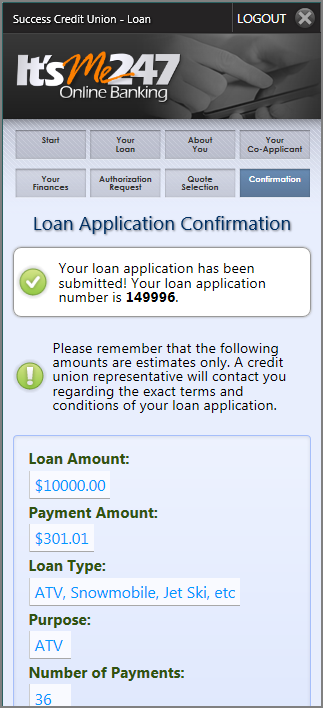 Success Credit Union - Loan
LOGOUT
It's Me 247
Online Banking
Start
Your
Loan
About
You
Your
Co-Applicant
Your
Finances
Authorization
Request
Quote
Selection
Confirmation
Loan Application Confirmation
Your loan application has been
submitted! Your loan application
number is 149996.
Please remember that the following
amounts are estimates only. A credit
union representative will contact you
regarding the exact terms and
conditions of your loan application.
Loan Amount:
$10000.00
Payment Amount:
$301.01
Loan Type:
ATV, Snowmobile, Jet Ski, etc
Purpose:
ATV
Number of Payments:
36